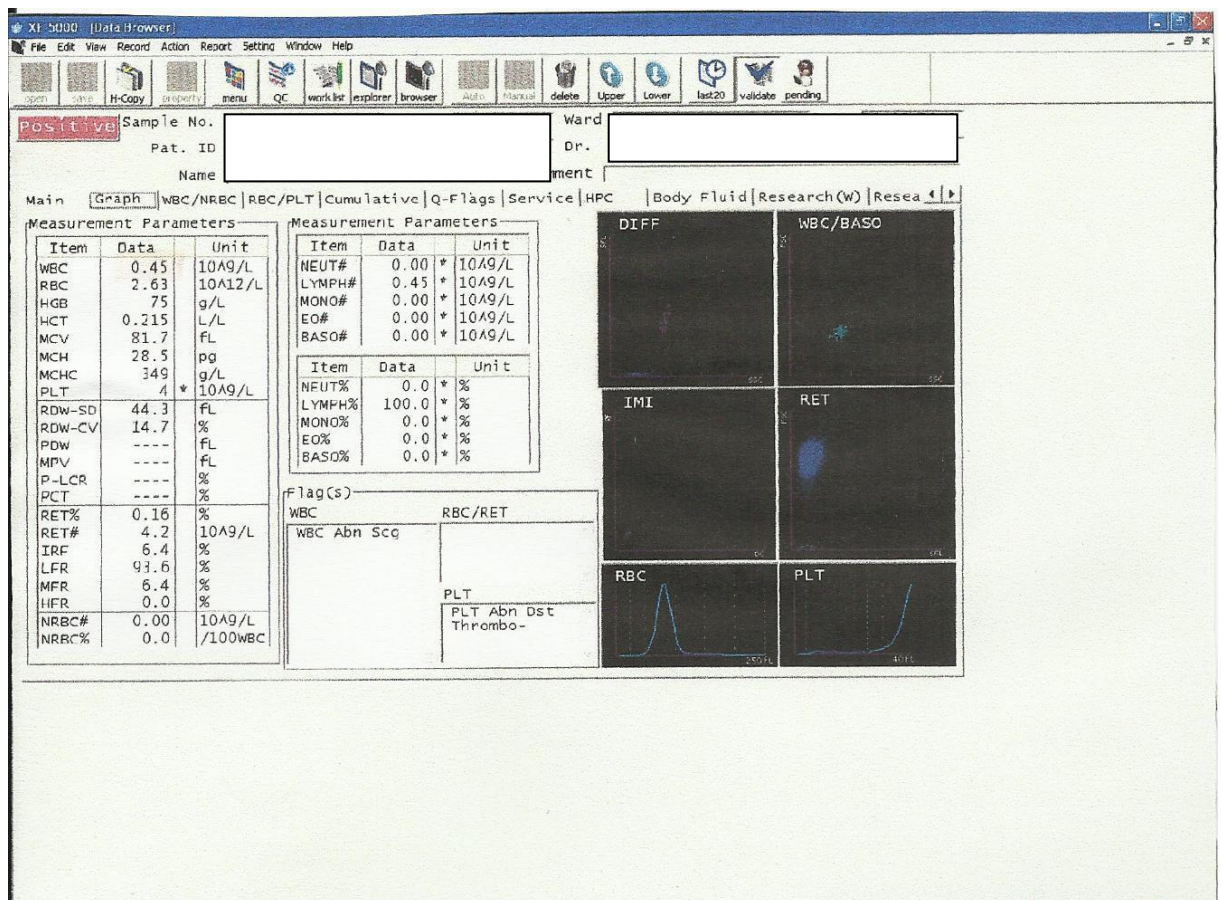 XE-5000 [Data Browser]
File Edit View Record Action Report Setting Window Help
open save H-Copy property menu QC work list explorer browser Auto Manual delete Upper Lower last20 validate pending
Positive Sample No. Ward
Pat. ID Dr.
Name mment
Main Graph WBC/NRBC RBC/PLT Cumulative Q-Flags Service HPC Body Fluid Research(W) Resea
Measurement Parameters
Item Data Unit
WBC 0.45 10^9/L
RBC 2.63 10^12/L
HGB 75 g/L
HCT 0.215 L/L
MCV 81.7 fL
MCH 28.5 pg
MCHC 349 g/L
PLT 4 * 10^9/L
RDW-SD 44.3 fL
RDW-CV 14.7 %
PDW ---- fL
MPV ---- fL
P-LCR ---- %
PCT ---- %
RET% 0.16 %
RET# 4.2 10^9/L
IRF 6.4 %
LFR 93.6 %
MFR 6.4 %
HFR 0.0 %
NRBC# 0.00 10^9/L
NRBC% 0.0 /100WBC
Measurement Parameters
Item Data Unit
NEUT# 0.00 * 10^9/L
LYMPH# 0.45 * 10^9/L
MONO# 0.00 * 10^9/L
EO# 0.00 * 10^9/L
BASO# 0.00 * 10^9/L
Item Data Unit
NEUT% 0.0 * %
LYMPH% 100.0 * %
MONO% 0.0 * %
EO% 0.0 * %
BASO% 0.0 * %
Flag(s)
WBC RBC/RET
WBC Abn Scg
PLT
PLT Abn Dst
Thrombo-
DIFF
SSC
WBC/BASO
SSC
IMI
DC
RET
SFL
RBC
250fL
PLT
40fL